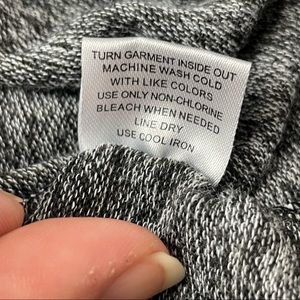 TURN GARMENT INSIDE OUT
MACHINE WASH COLD
WITH LIKE COLORS
USE ONLY NON-CHLORINE
BLEACH WHEN NEEDED
LINE DRY
USE COOL IRON